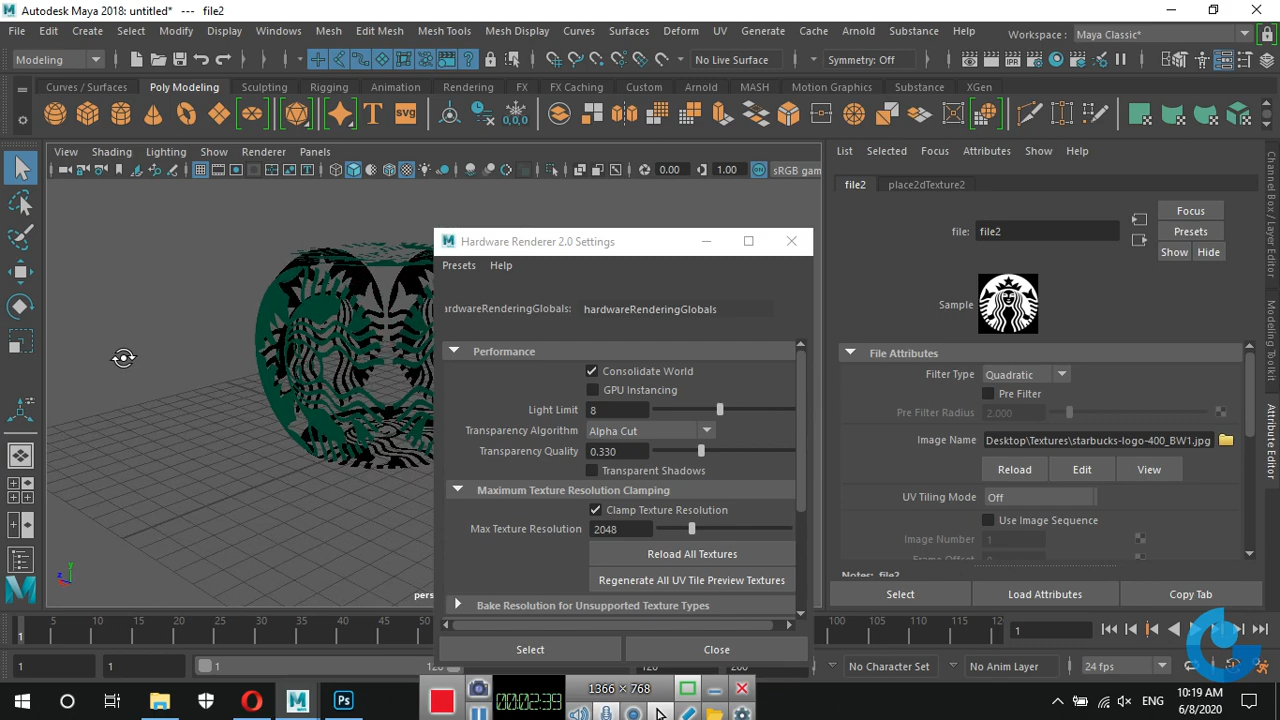 Autodesk Maya 2018: untitled*   ---   file2
File Edit Create Select Modify Display Windows Mesh Edit Mesh Mesh Tools Mesh Display Curves Surfaces Deform UV Generate Cache Arnold Substance Help Workspace : Maya Classic*
Modeling No Live Surface Symmetry: Off
Curves / Surfaces Poly Modeling Sculpting Rigging Animation Rendering FX FX Caching Custom Arnold MASH Motion Graphics Substance XGen
T SVG 0,0,0
View Shading Lighting Show Renderer Panels
0.00 1.00 sRGB gam
List Selected Focus Attributes Show Help
file2 place2dTexture2
Focus
file: file2 Presets
Show Hide
Sample
File Attributes
Filter Type Quadratic
Pre Filter
Pre Filter Radius 2.000
Image Name Desktop\Textures\starbucks-logo-400_BW1.jpg
Reload Edit View
UV Tiling Mode Off
Use Image Sequence
Image Number 1
Notes: file2
Select Load Attributes Copy Tab
Channel Box / Layer Editor
Modeling Toolkit
Attribute Editor
Hardware Renderer 2.0 Settings
Presets Help
ardwareRenderingGlobals: hardwareRenderingGlobals
Performance
Consolidate World
GPU Instancing
Light Limit 8
Transparency Algorithm Alpha Cut
Transparency Quality 0.330
Transparent Shadows
Maximum Texture Resolution Clamping
Clamp Texture Resolution
Max Texture Resolution 2048
Reload All Textures
Regenerate All UV Tile Preview Textures
Bake Resolution for Unsupported Texture Types
Select Close
y
z
persp
1 5 10 15 20 25 30 35 40 45 50 100 105 110 115 12 1
1 1 1 120 200 No Character Set No Anim Layer 24 fps
00:02:39 1366 × 768
Ps ENG 10:19 AM
6/8/2020